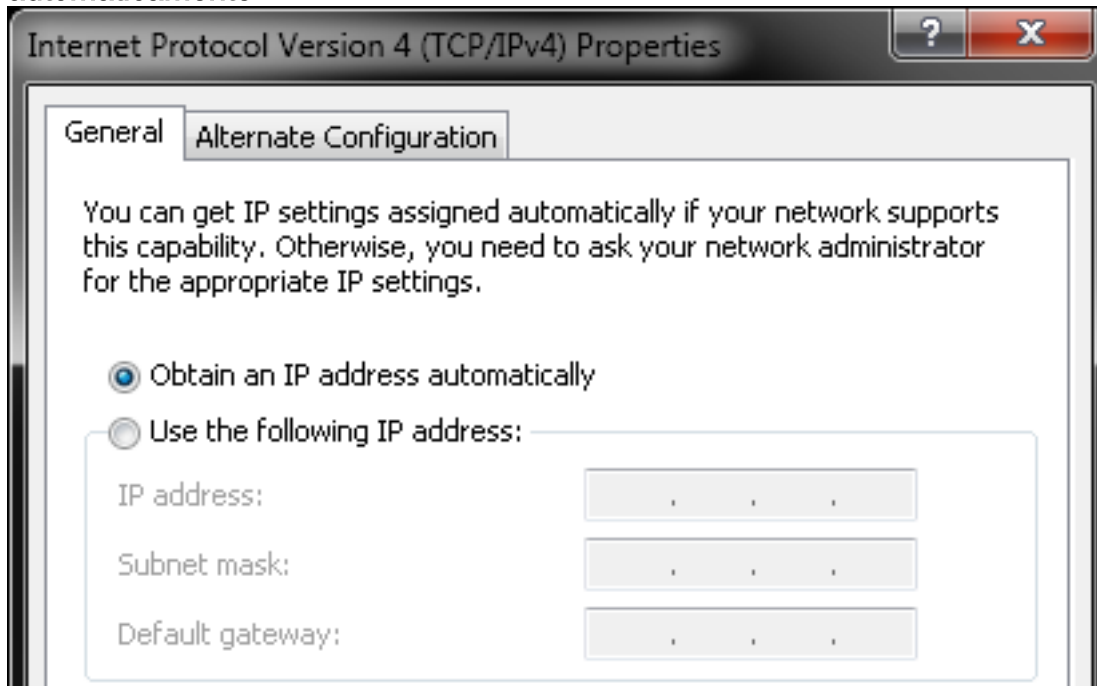 Internet Protocol Version 4 (TCP/IPv4) Properties
?
X
General
Alternate Configuration
You can get IP settings assigned automatically if your network supports
this capability. Otherwise, you need to ask your network administrator
for the appropriate IP settings.
Obtain an IP address automatically
Use the following IP address:
IP address:
. . .
Subnet mask:
. . .
Default gateway:
. . .